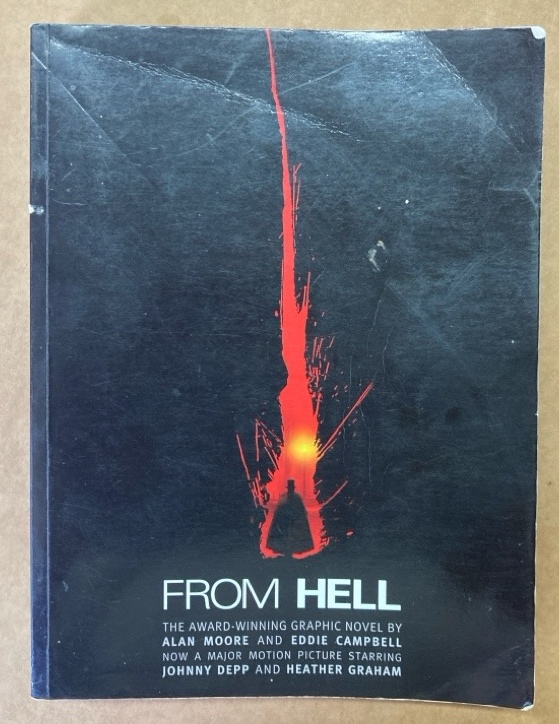 FROM HELL
THE AWARD-WINNING GRAPHIC NOVEL BY
ALAN MOORE AND EDDIE CAMPBELL
NOW A MAJOR MOTION PICTURE STARRING
JOHNNY DEPP AND HEATHER GRAHAM